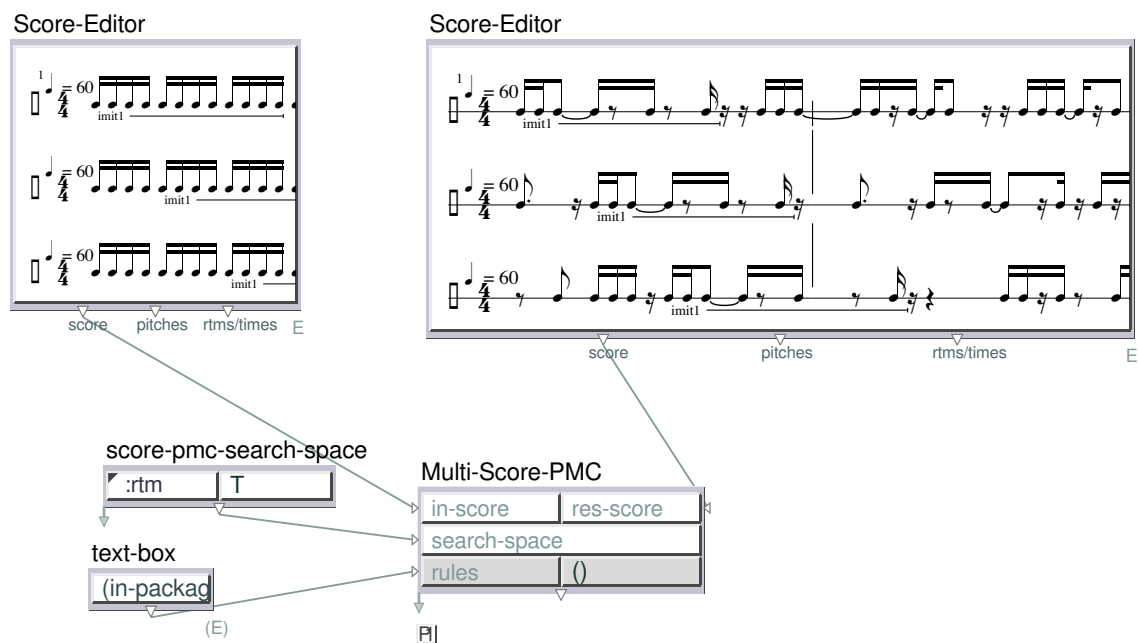 Score-Editor
1 = 60 4 4
imit1
= 60 4 4
imit1
= 60 4 4
imit1
score pitches rtms/times E
Score-Editor
1 = 60 4 4
imit1
= 60 4 4
imit1
= 60 4 4
imit1
score pitches rtms/times E
score-pmc-search-space
:rtm T
text-box
(in-packag
(E)
Multi-Score-PMC
in-score res-score
search-space
rules ()